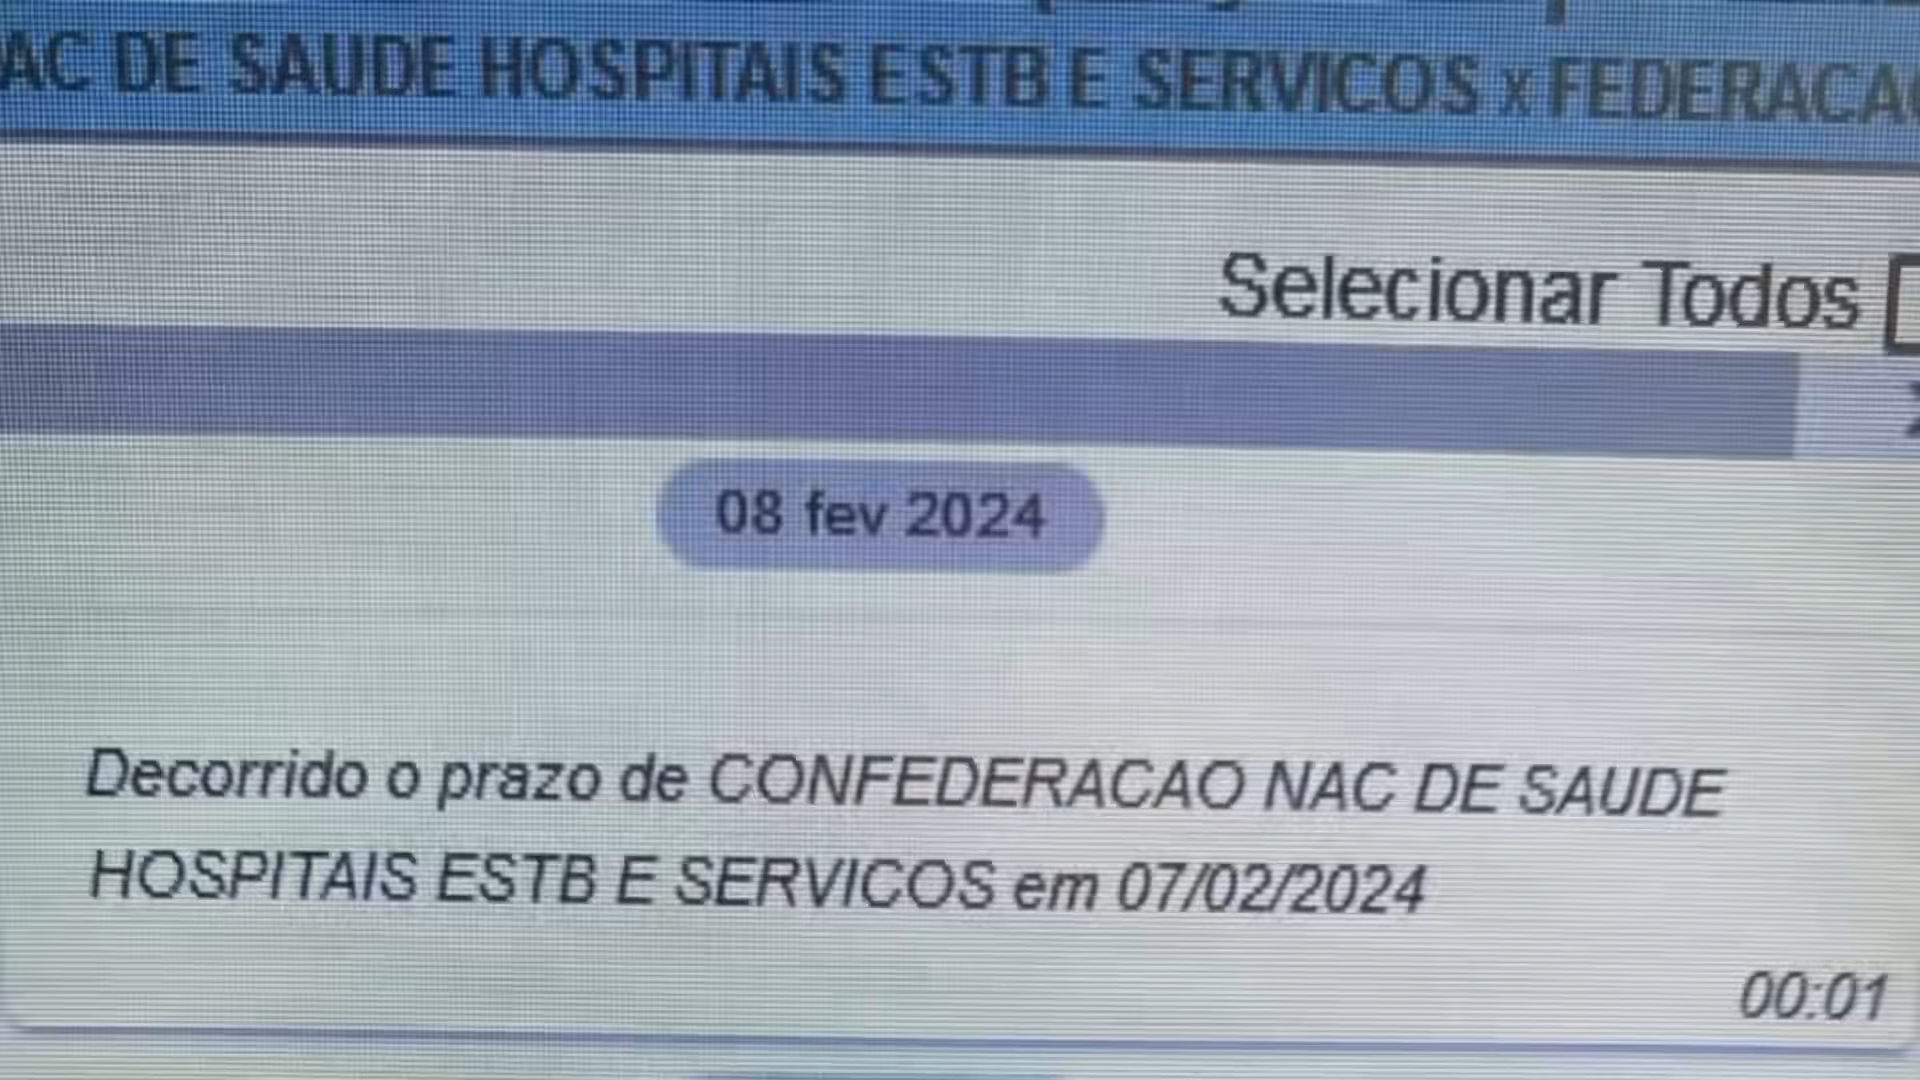 AC DE SAUDE HOSPITAIS ESTB E SERVICOS x FEDERACAO
Selecionar Todos
08 fev 2024
Decorrido o prazo de CONFEDERACAO NAC DE SAUDE
HOSPITAIS ESTB E SERVICOS em 07/02/2024
00:01